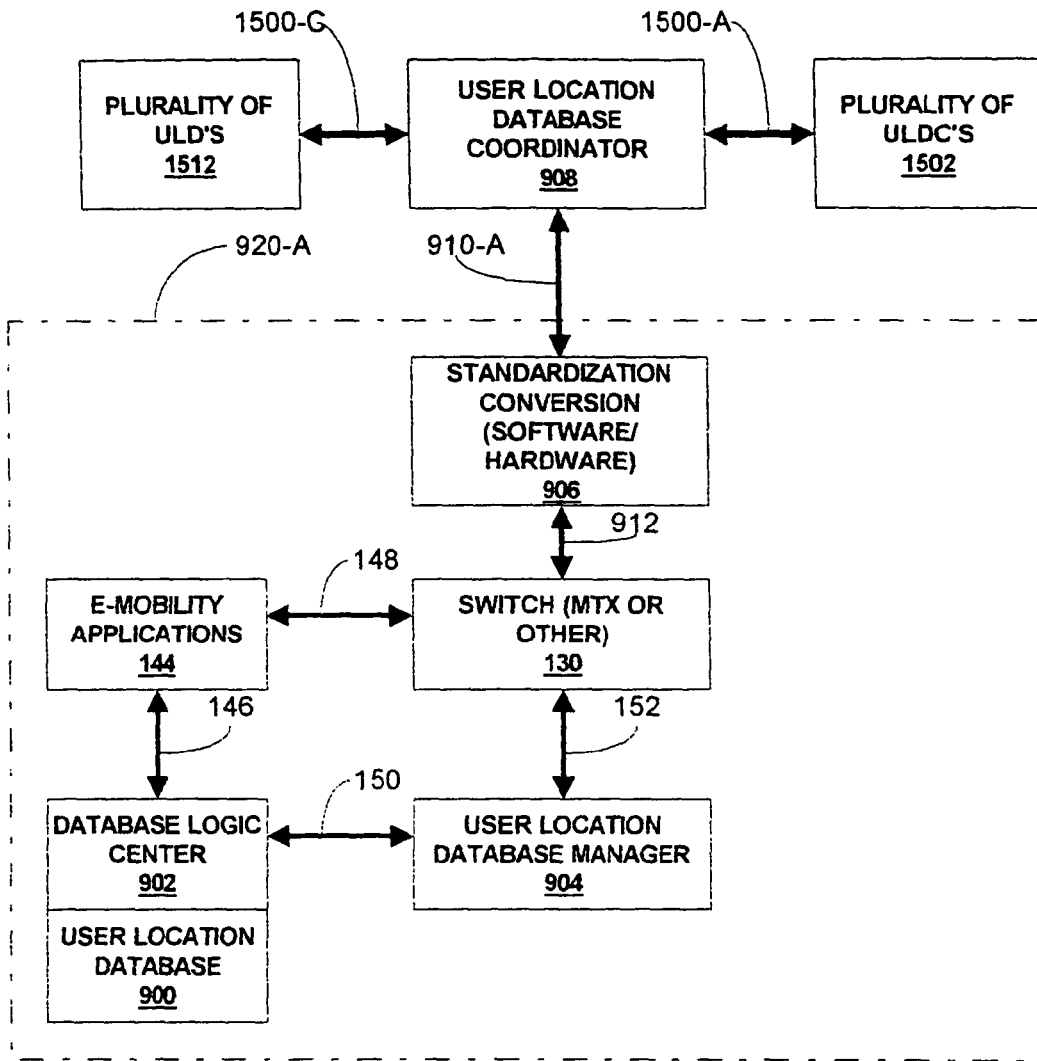 1500-C
1500-A
PLURALITY OF
ULD'S
1512
USER LOCATION
DATABASE
COORDINATOR
908
PLURALITY OF
ULDC'S
1502
920-A
910-A
STANDARDIZATION
CONVERSION
(SOFTWARE/
HARDWARE)
906
912
148
E-MOBILITY
APPLICATIONS
144
SWITCH (MTX OR
OTHER)
130
146
152
150
DATABASE LOGIC
CENTER
902
USER LOCATION
DATABASE MANAGER
904
USER LOCATION
DATABASE
900